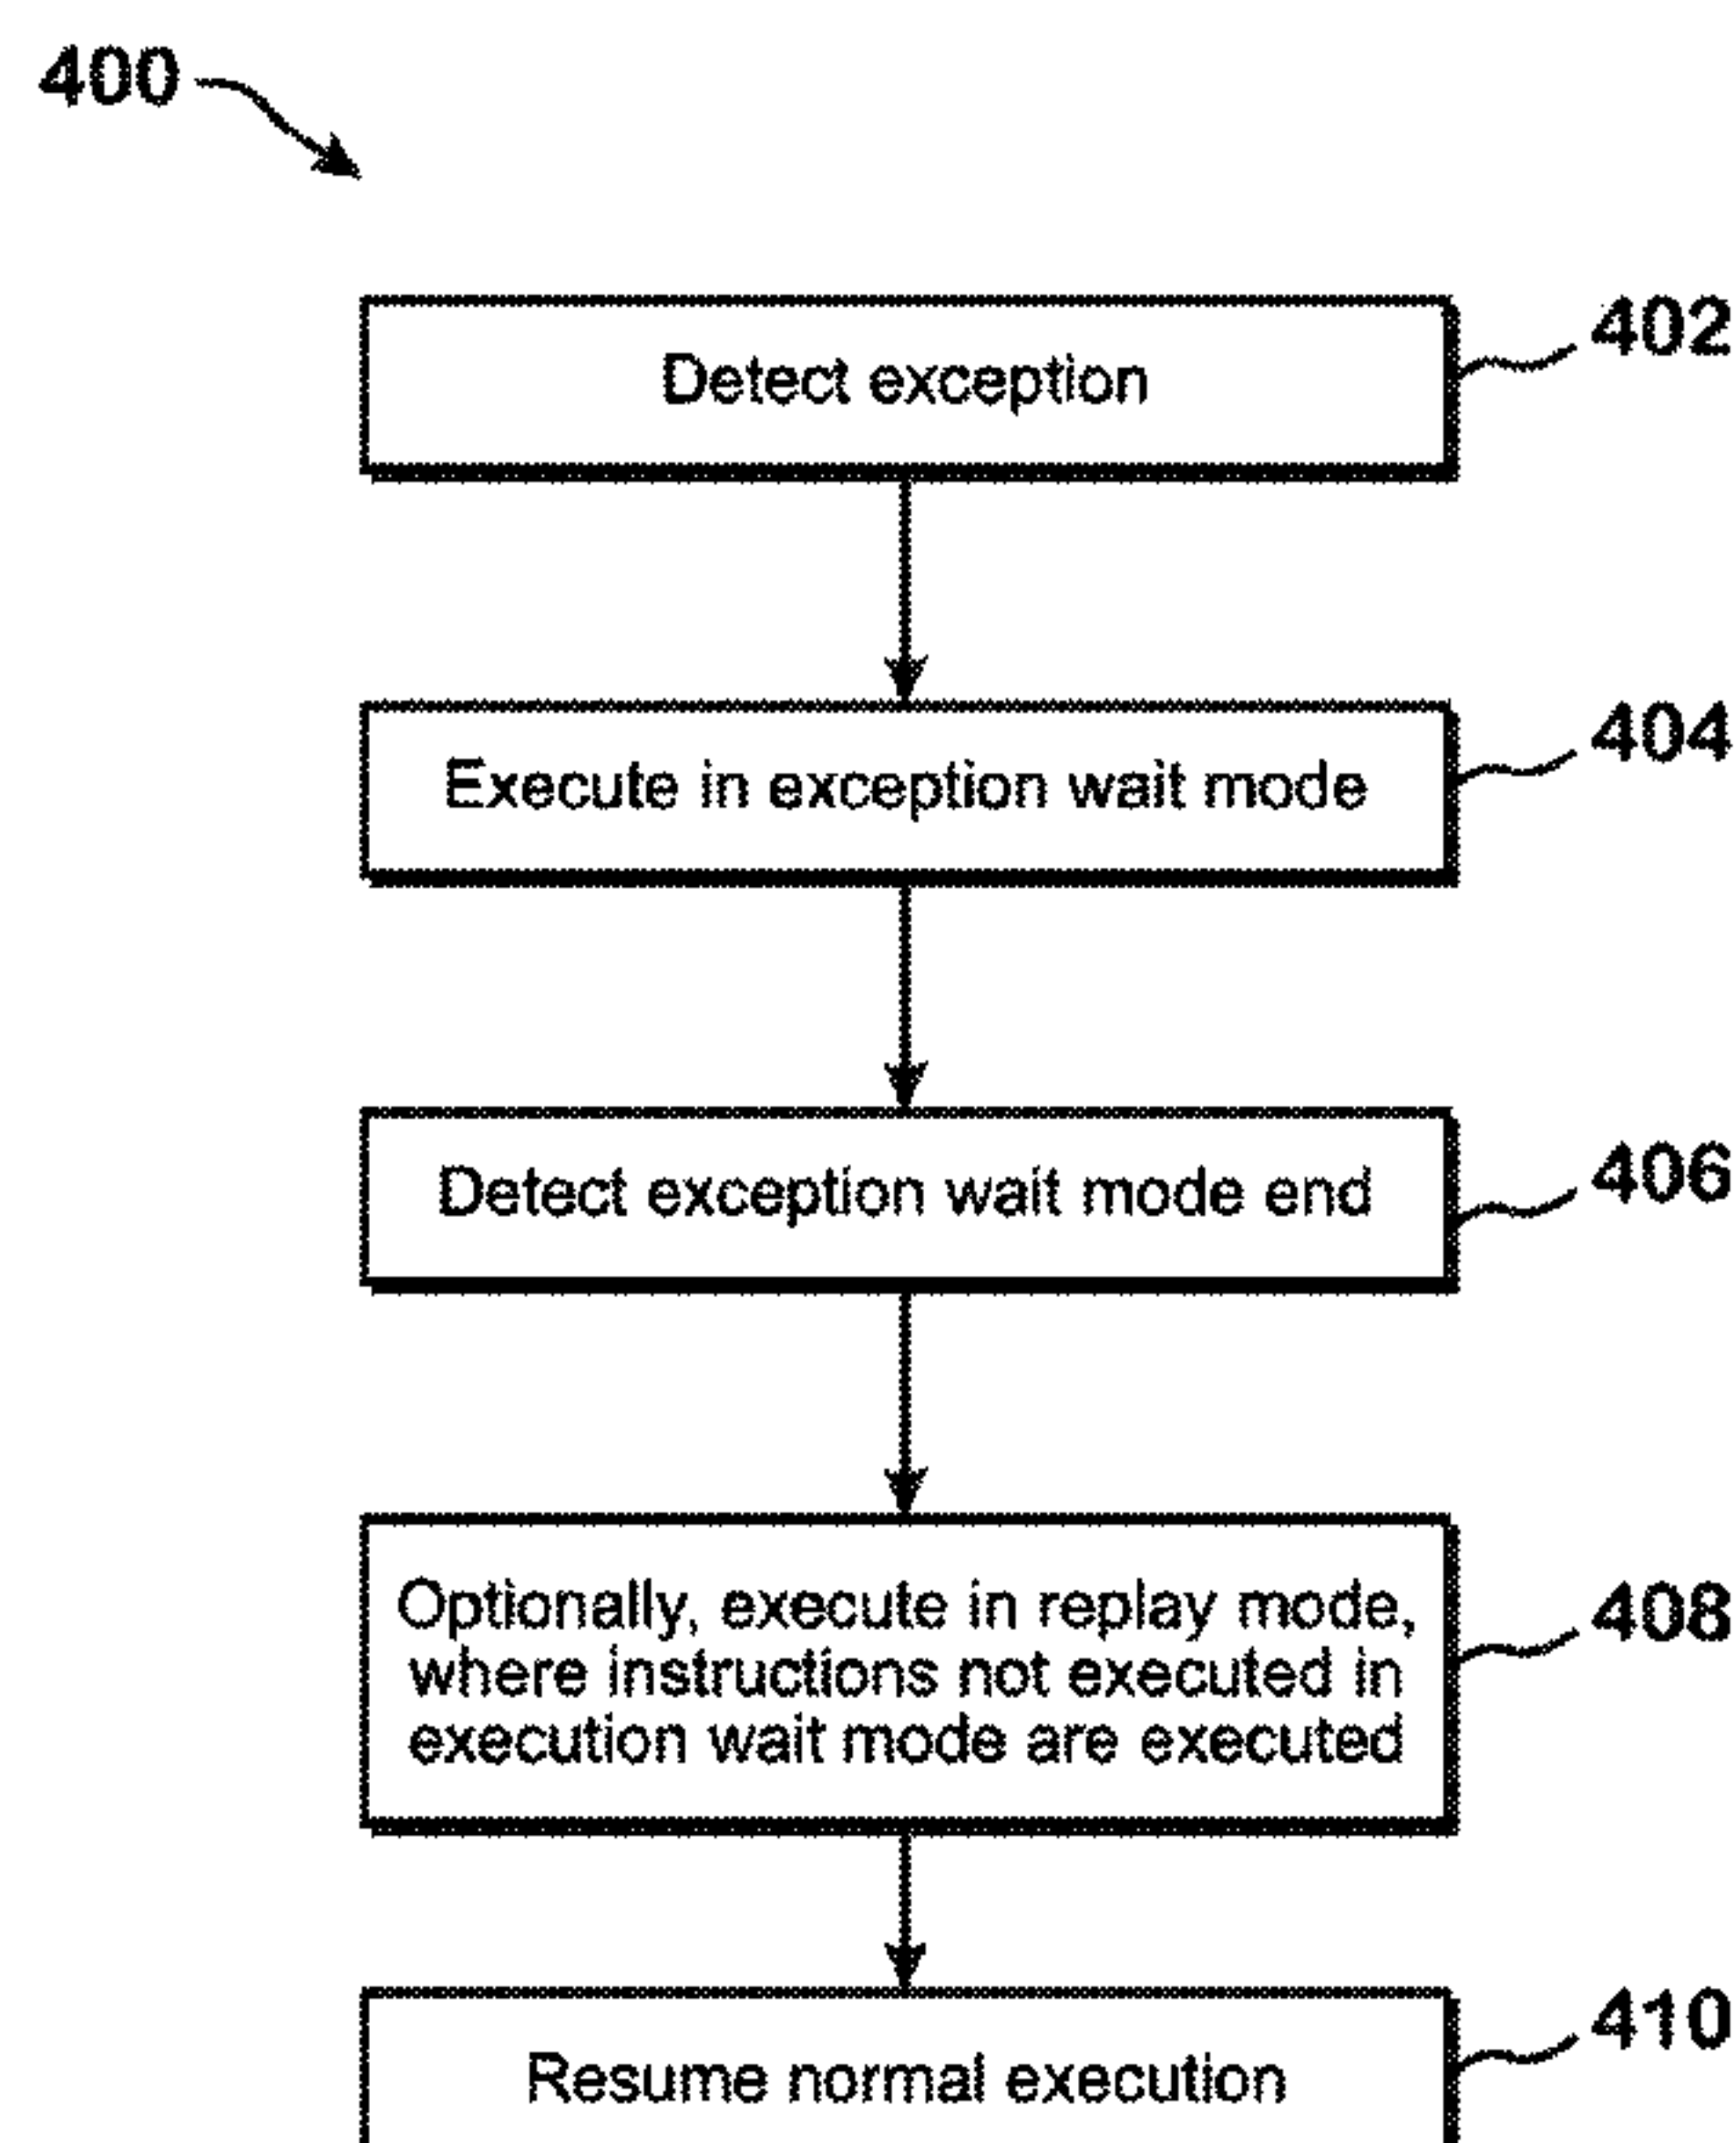 400
Detect exception
402
Execute in exception wait mode
404
Detect exception wait mode end
406
Optionally, execute in replay mode,
where instructions not executed in
execution wait mode are executed
408
Resume normal execution
410